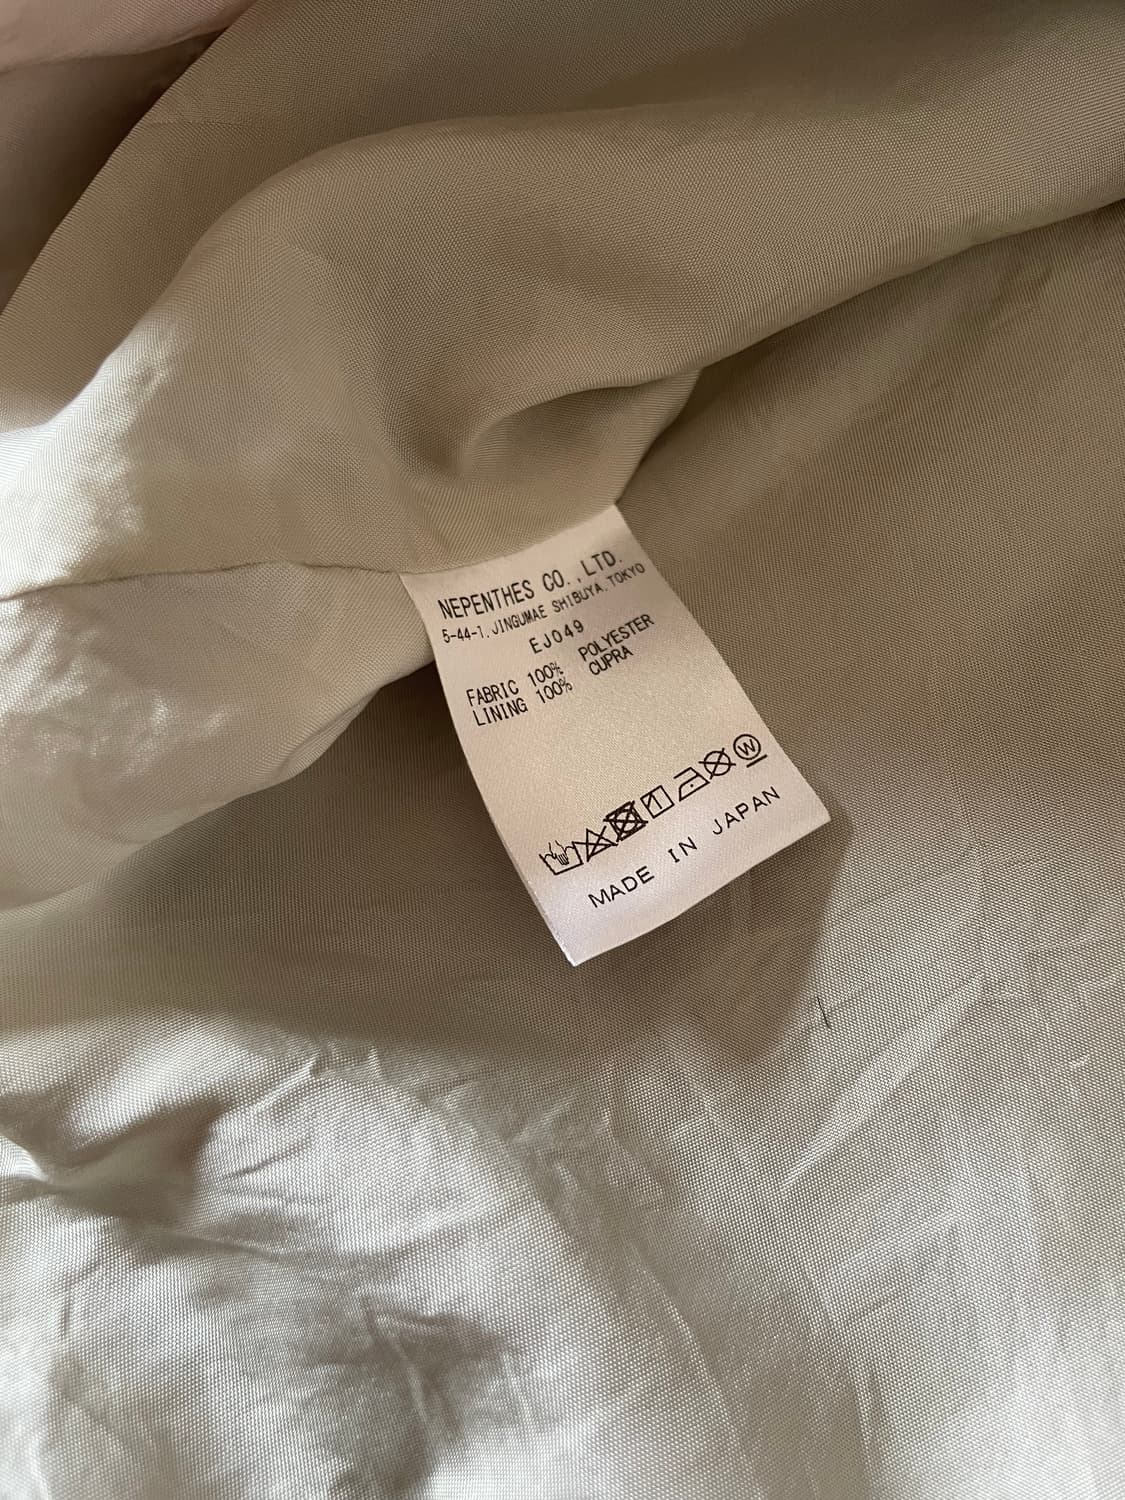 NEPENTHES CO.,LTD.
5-44-1,JINGUMAE SHIBUYA.TOKYO
EJ049
FABRIC 100% POLYESTER
LINING 100% CUPRA
W
MADE IN JAPAN